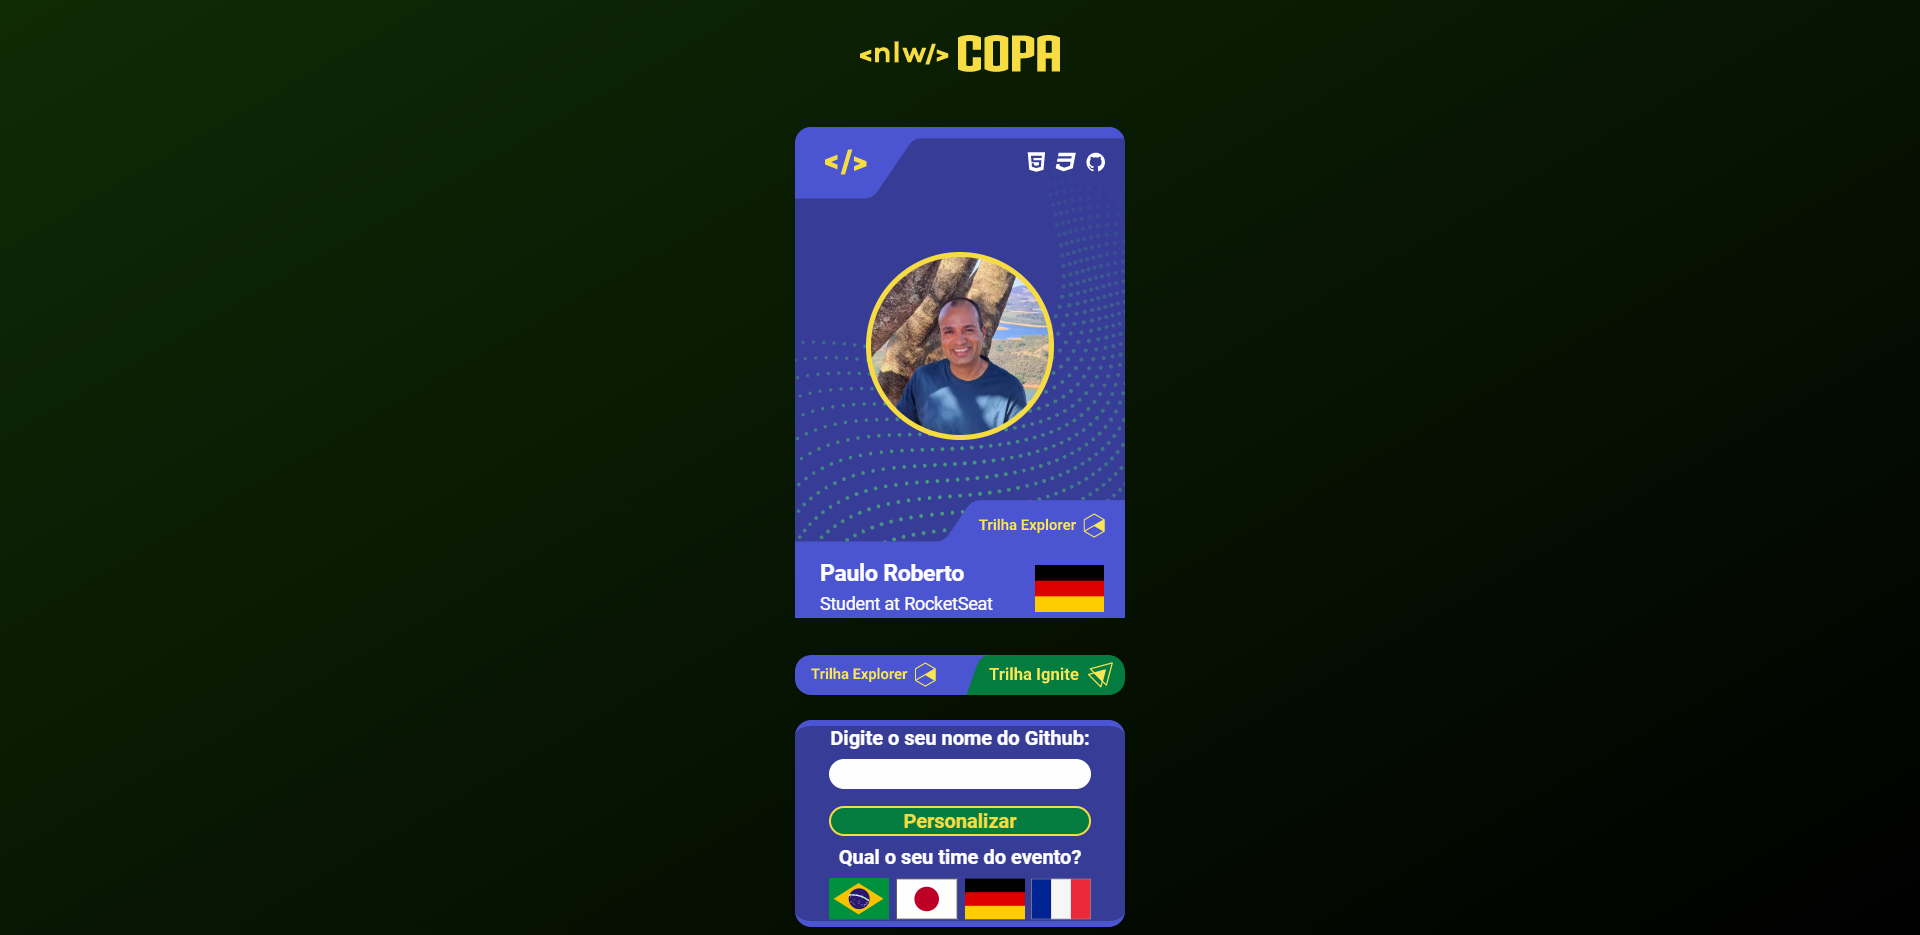 <nlw/> COPA
</>
Trilha Explorer
Paulo Roberto
Student at RocketSeat
Trilha Explorer Trilha Ignite
Digite o seu nome do Github:
Personalizar
Qual o seu time do evento?